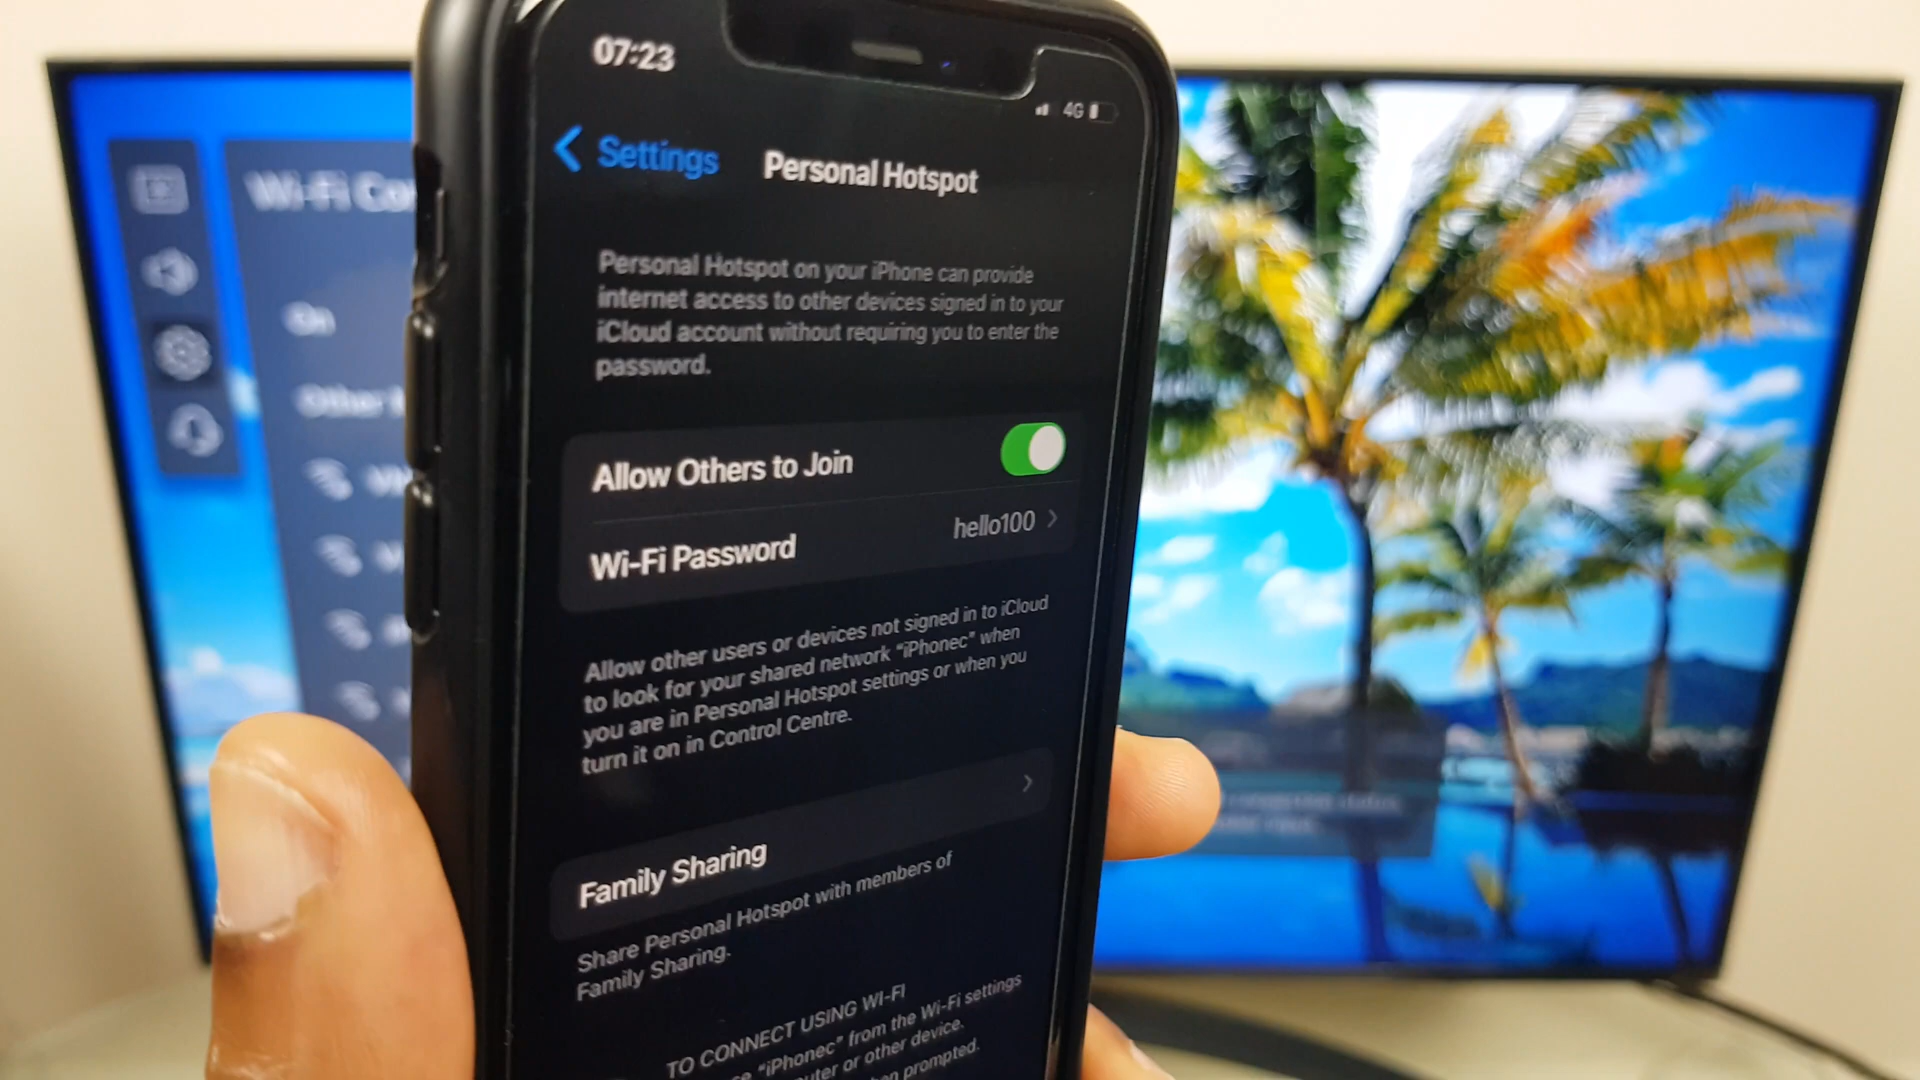 07:23
4G
Settings
Personal Hotspot
Personal Hotspot on your iPhone can provide
internet access to other devices signed in to your
iCloud account without requiring you to enter the
password.
Allow Others to Join
Wi-Fi Password
hello100
Allow other users or devices not signed in to iCloud
to look for your shared network “iPhonec” when
you are in Personal Hotspot settings or when you
turn it on in Control Centre.
Family Sharing
Share Personal Hotspot with members of
Family Sharing.
TO CONNECT USING WI-FI
“iPhonec” from the Wi-Fi settings
or other device.
prompted.
Wi-Fi
On
Other